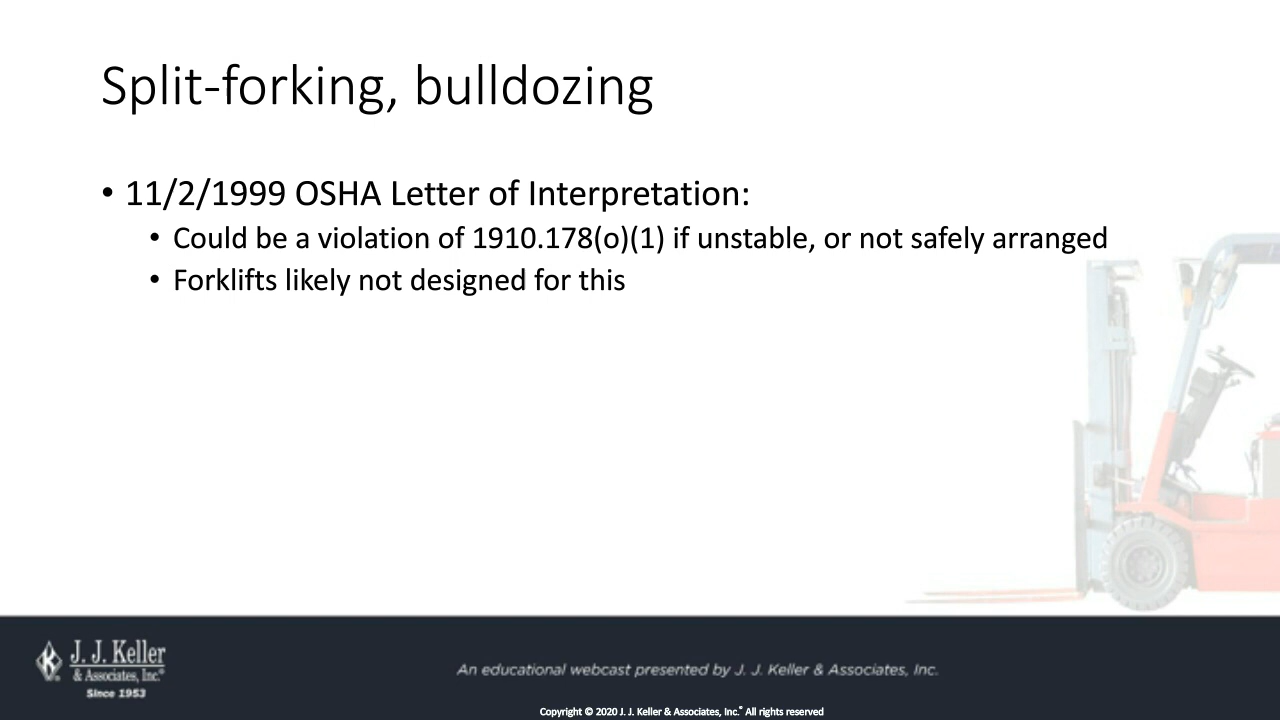 Split-forking, bulldozing
• 11/2/1999 OSHA Letter of Interpretation:
• Could be a violation of 1910.178(o)(1) if unstable, or not safely arranged
• Forklifts likely not designed for this
J. J. Keller
& Associates, Inc.®
Since 1953
An educational webcast presented by J. J. Keller & Associates, Inc.
Copyright © 2020 J. J. Keller & Associates, Inc.® All rights reserved